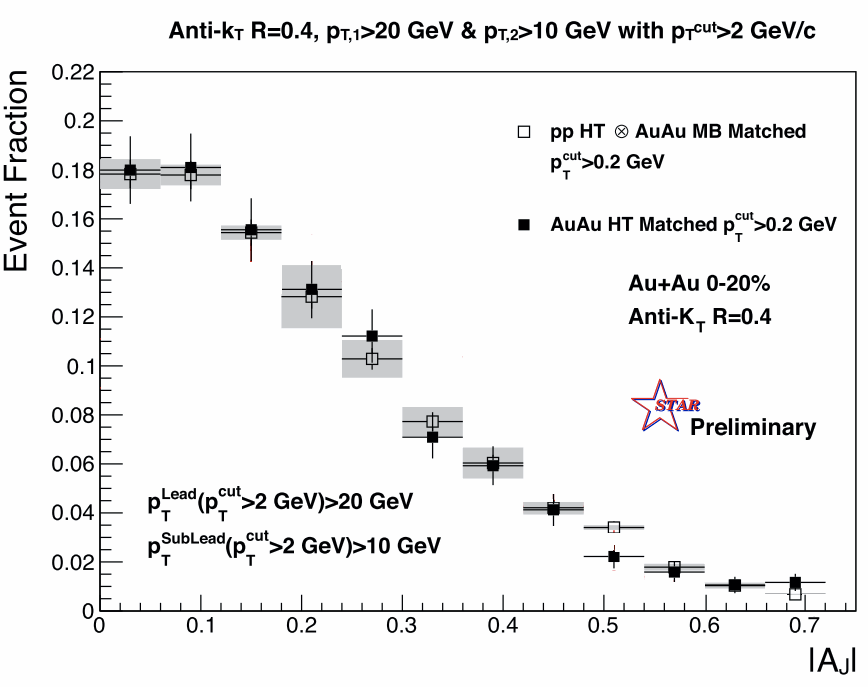 Anti-kT R=0.4, pT,1>20 GeV & pT,2>10 GeV with pTcut>2 GeV/c
Event Fraction
0.22
0.2
0.18
0.16
0.14
0.12
0.1
0.08
0.06
0.04
0.02
0
pp HT ⊗ AuAu MB Matched
pTcut>0.2 GeV
AuAu HT Matched pTcut>0.2 GeV
Au+Au 0-20%
Anti-KT R=0.4
STAR
Preliminary
pTLead(pTcut>2 GeV)>20 GeV
pTSubLead(pTcut>2 GeV)>10 GeV
0 0.1 0.2 0.3 0.4 0.5 0.6 0.7
|AJ|